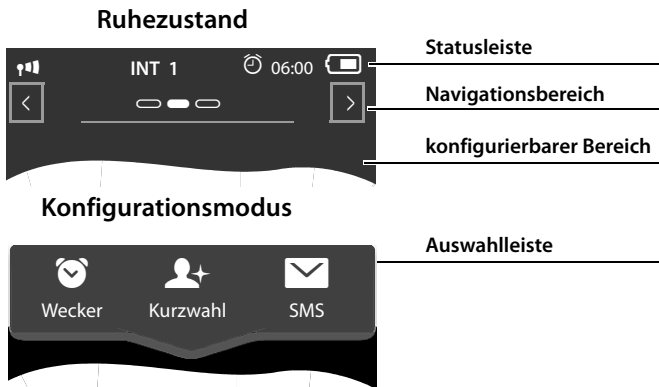 Ruhezustand
INT 1 06:00
Statusleiste
Navigationsbereich
konfigurierbarer Bereich
Konfigurationsmodus
Auswahlleiste
Wecker Kurzwahl SMS